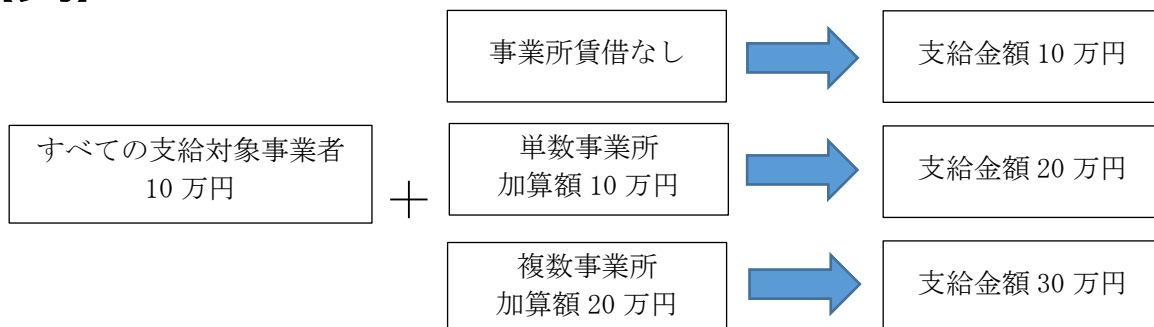 事業所賃借なし
支給金額 10 万円
すべての支給対象事業者
10 万円
＋
単数事業所
加算額 10 万円
支給金額 20 万円
複数事業所
加算額 20 万円
支給金額 30 万円